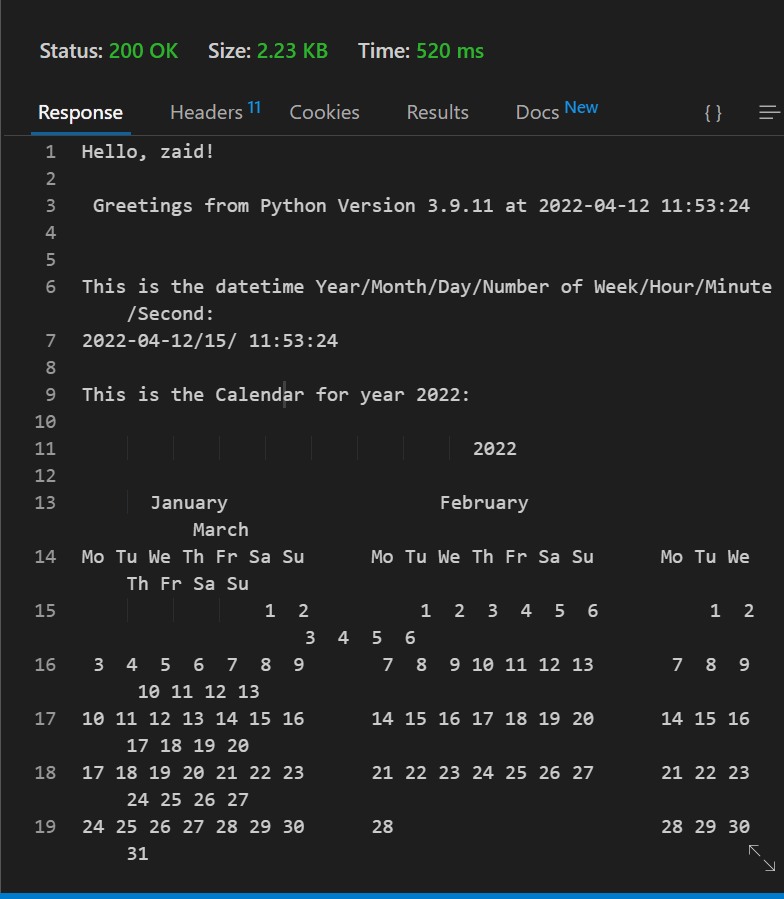 Status: 200 OK Size: 2.23 KB Time: 520 ms
Response Headers 11 Cookies Results Docs New {}
1 Hello, zaid!
2
3 Greetings from Python Version 3.9.11 at 2022-04-12 11:53:24
4
5
6 This is the datetime Year/Month/Day/Number of Week/Hour/Minute
/Second:
7 2022-04-12/15/ 11:53:24
8
9 This is the Calendar for year 2022:
10
11 2022
12
13 January February
March
14 Mo Tu We Th Fr Sa Su Mo Tu We Th Fr Sa Su Mo Tu We
Th Fr Sa Su
15 1 2 1 2 3 4 5 6 1 2
3 4 5 6
16 3 4 5 6 7 8 9 7 8 9 10 11 12 13 7 8 9
10 11 12 13
17 10 11 12 13 14 15 16 14 15 16 17 18 19 20 14 15 16
17 18 19 20
18 17 18 19 20 21 22 23 21 22 23 24 25 26 27 21 22 23
24 25 26 27
19 24 25 26 27 28 29 30 28 28 29 30
31